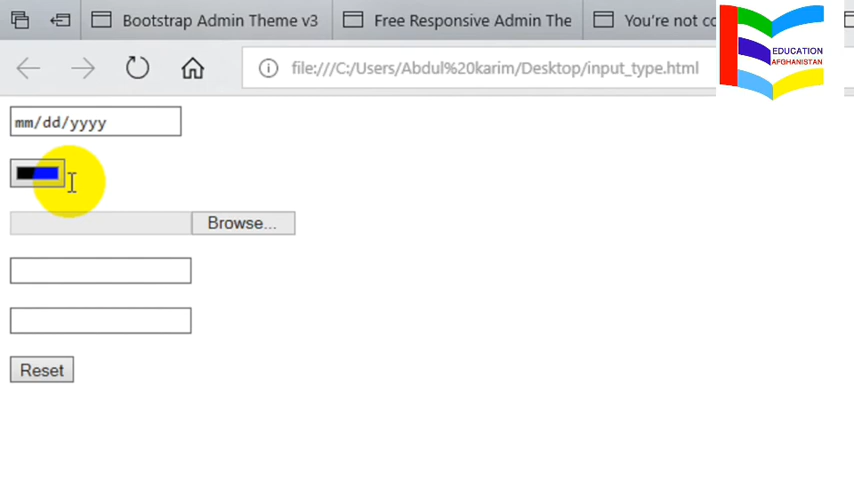 Bootstrap Admin Theme v3
Free Responsive Admin The
You're not co
EDUCATION
AFGHANISTAN
file:///C:/Users/Abdul%20karim/Desktop/input_type.html
mm/dd/yyyy
Browse...
Reset